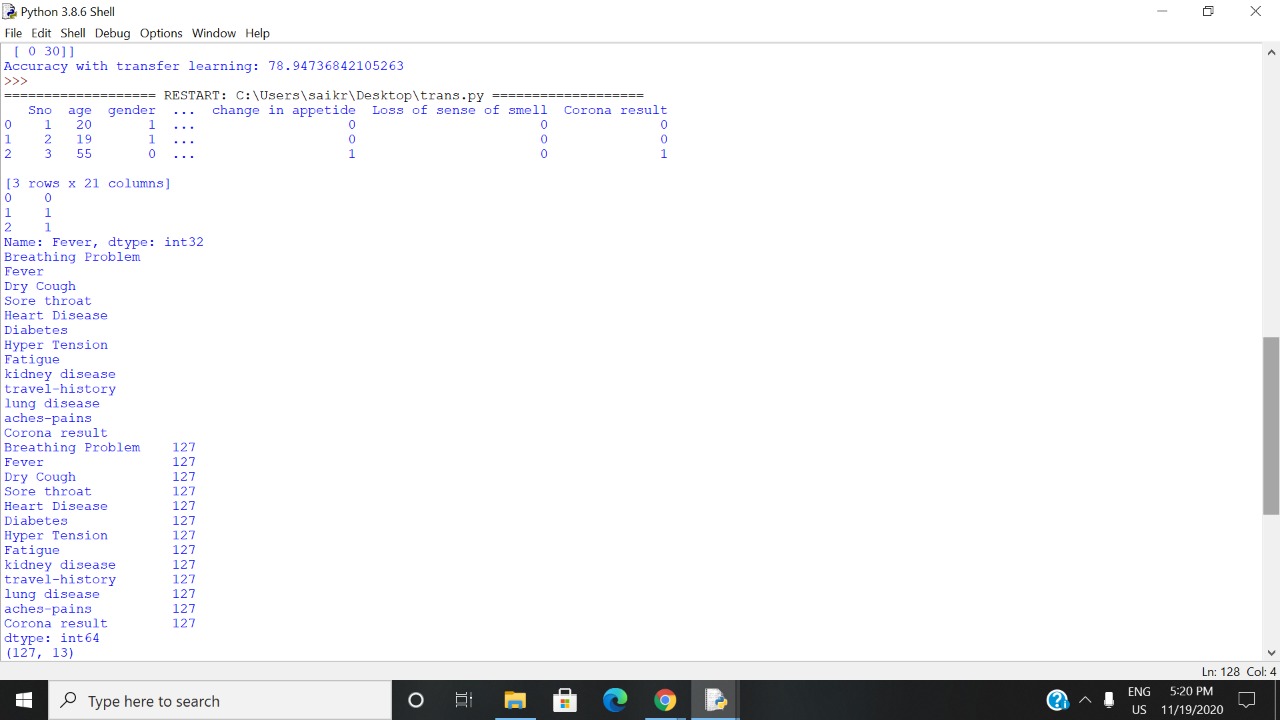 Python 3.8.6 Shell
File Edit Shell Debug Options Window Help
[ 0 30]]
Accuracy with transfer learning: 78.94736842105263
>>>
=================== RESTART: C:\Users\saikr\Desktop\trans.py ===================
Sno age gender ... change in appetide Loss of sense of smell Corona result
0 1 20 1 ... 0 0 0
1 2 19 1 ... 0 0 0
2 3 55 0 ... 1 0 1
[3 rows x 21 columns]
0 0
1 1
2 1
Name: Fever, dtype: int32
Breathing Problem
Fever
Dry Cough
Sore throat
Heart Disease
Diabetes
Hyper Tension
Fatigue
kidney disease
travel-history
lung disease
aches-pains
Corona result
Breathing Problem 127
Fever 127
Dry Cough 127
Sore throat 127
Heart Disease 127
Diabetes 127
Hyper Tension 127
Fatigue 127
kidney disease 127
travel-history 127
lung disease 127
aches-pains 127
Corona result 127
dtype: int64
(127, 13)
Ln: 128 Col: 4
Type here to search
ENG
US
5:20 PM
11/19/2020